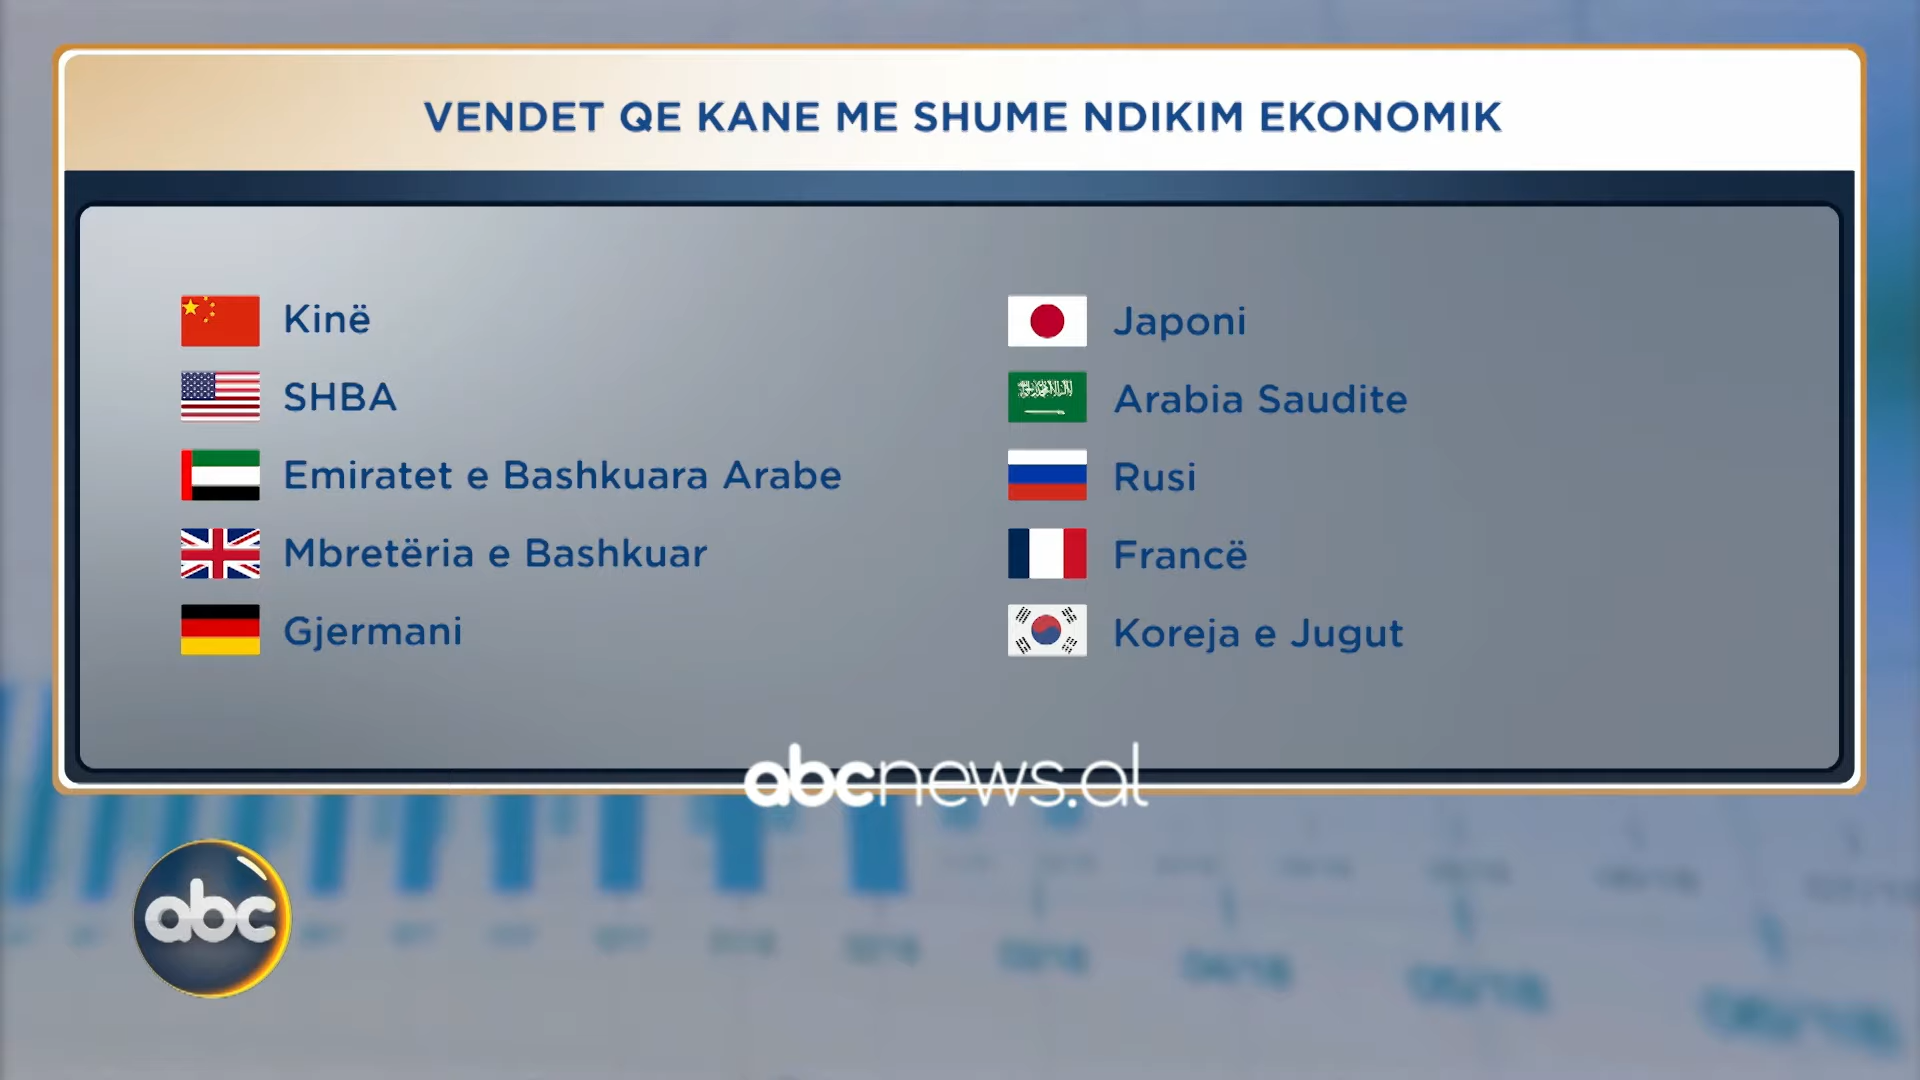 VENDET QE KANE ME SHUME NDIKIM EKONOMIK
Kinë
SHBA
Emiratet e Bashkuara Arabe
Mbretëria e Bashkuar
Gjermani
Japoni
Arabia Saudite
Rusi
Francë
Koreja e Jugut
abcnews.al
abc